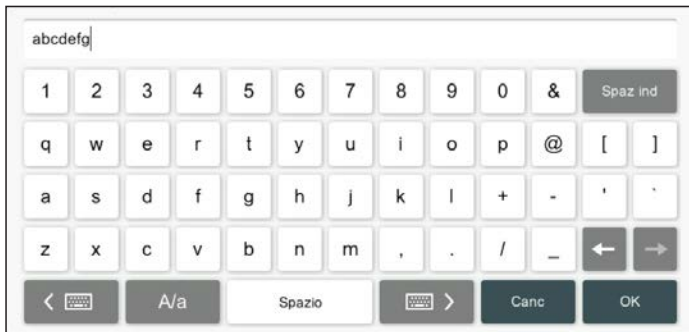 abcdefg
1 2 3 4 5 6 7 8 9 0 & Spaz ind
q w e r t y u i o p @ [ ]
a s d f g h j k l + - ' `
z x c v b n m , . / _ ← →
< A/a Spazio > Canc OK